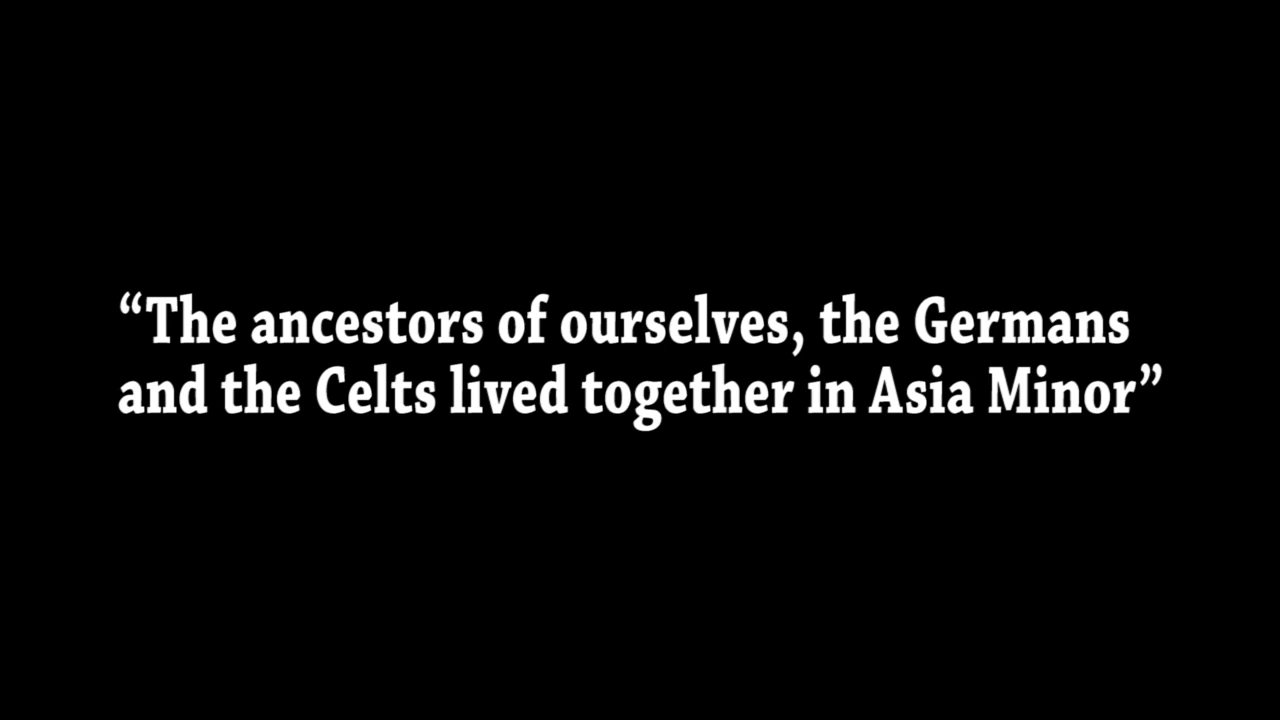 “The ancestors of ourselves, the Germans
and the Celts lived together in Asia Minor”